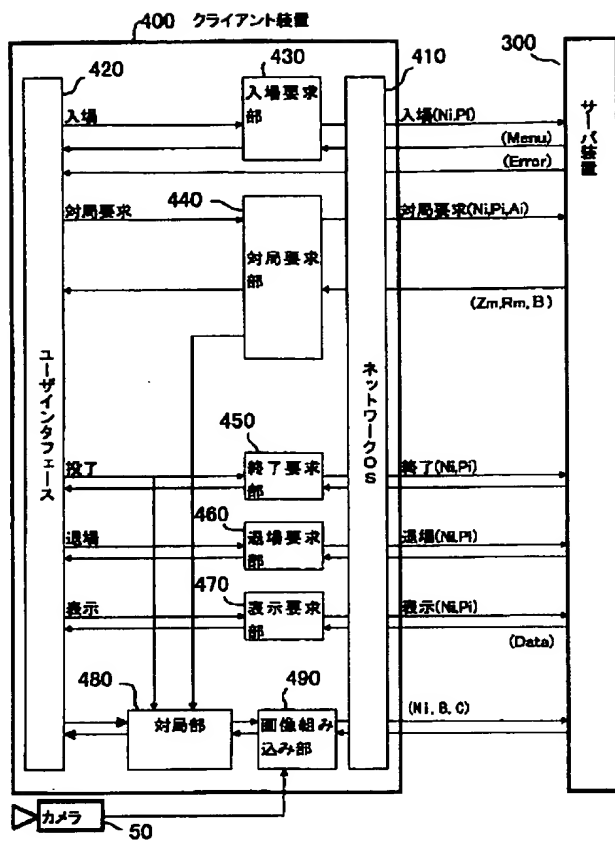 400 クライアント装置
420
430
410
300
入場
入場要求部
入場(Ni,Pi)
(Menu)
(Error)
サーバ装置
440
対局要求
対局要求部
対局要求(Ni,Pi,Ai)
(Zm,Rm,B)
ユーザインタフェース
ネットワークOS
450
投了
終了要求部
終了(Ni,Pi)
460
退場
退場要求部
退場(Ni,Pi)
470
表示
表示要求部
表示(Ni,Pi)
(Data)
480
490
対局部
画像組み込み部
(Ni,B,C)
カメラ
50